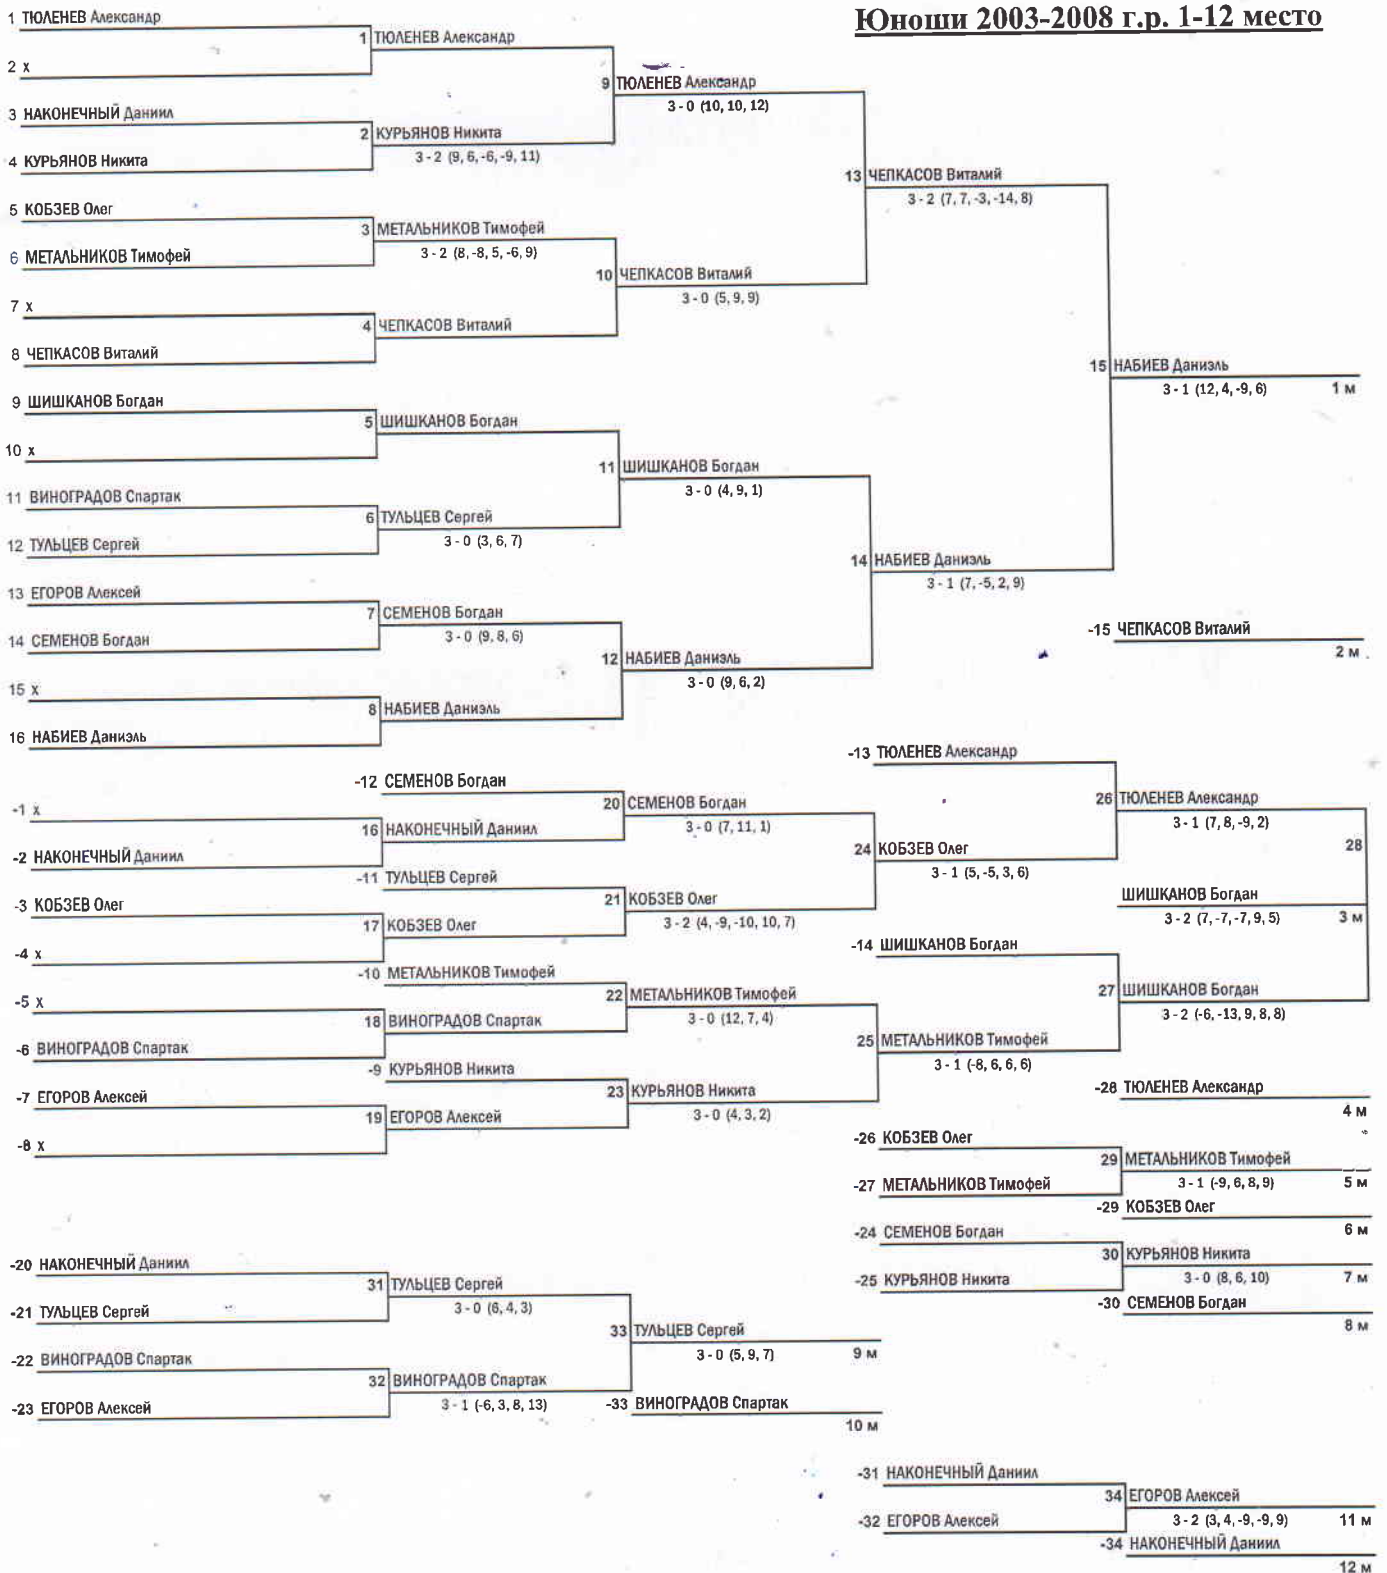 Юноши 2003-2008 г.р. 1-12 место
1 ТЮЛЕНЕВ Александр
1 ТЮЛЕНЕВ Александр
2 х
9 ТЮЛЕНЕВ Александр
3 - 0 (10, 10, 12)
3 НАКОНЕЧНЫЙ Даниил
2 КУРЬЯНОВ Никита
3 - 2 (9, 6, -6, -9, 11)
4 КУРЬЯНОВ Никита
13 ЧЕПКАСОВ Виталий
3 - 2 (7, 7, -3, -14, 8)
5 КОБЗЕВ Олег
3 МЕТАЛЬНИКОВ Тимофей
3 - 2 (8, -8, 5, -6, 9)
6 МЕТАЛЬНИКОВ Тимофей
10 ЧЕПКАСОВ Виталий
3 - 0 (5, 9, 9)
7 х
4 ЧЕПКАСОВ Виталий
8 ЧЕПКАСОВ Виталий
15 НАБИЕВ Даниэль
3 - 1 (12, 4, -9, 6) 1 м
9 ШИШКАНОВ Богдан
5 ШИШКАНОВ Богдан
10 х
11 ШИШКАНОВ Богдан
3 - 0 (4, 9, 1)
11 ВИНОГРАДОВ Спартак
6 ТУЛЬЦЕВ Сергей
3 - 0 (3, 6, 7)
12 ТУЛЬЦЕВ Сергей
14 НАБИЕВ Даниэль
3 - 1 (7, -5, 2, 9)
13 ЕГОРОВ Алексей
7 СЕМЕНОВ Богдан
3 - 0 (9, 8, 6)
14 СЕМЕНОВ Богдан
-15 ЧЕПКАСОВ Виталий
2 м
12 НАБИЕВ Даниэль
3 - 0 (9, 6, 2)
15 х
8 НАБИЕВ Даниэль
16 НАБИЕВ Даниэль
-13 ТЮЛЕНЕВ Александр
-12 СЕМЕНОВ Богдан
20 СЕМЕНОВ Богдан
3 - 0 (7, 11, 1)
26 ТЮЛЕНЕВ Александр
3 - 1 (7, 8, -9, 2)
-1 х
16 НАКОНЕЧНЫЙ Даниил
-2 НАКОНЕЧНЫЙ Даниил
24 КОБЗЕВ Олег
3 - 1 (5, -5, 3, 6)
28
-11 ТУЛЬЦЕВ Сергей
21 КОБЗЕВ Олег
3 - 2 (4, -9, -10, 10, 7)
ШИШКАНОВ Богдан
3 - 2 (7, -7, -7, 9, 5) 3 м
-3 КОБЗЕВ Олег
17 КОБЗЕВ Олег
-4 х
-14 ШИШКАНОВ Богдан
-10 МЕТАЛЬНИКОВ Тимофей
22 МЕТАЛЬНИКОВ Тимофей
3 - 0 (12, 7, 4)
27 ШИШКАНОВ Богдан
3 - 2 (-6, -13, 9, 8, 8)
-5 х
18 ВИНОГРАДОВ Спартак
-6 ВИНОГРАДОВ Спартак
25 МЕТАЛЬНИКОВ Тимофей
3 - 1 (-8, 6, 6, 6)
-9 КУРЬЯНОВ Никита
23 КУРЬЯНОВ Никита
3 - 0 (4, 3, 2)
-28 ТЮЛЕНЕВ Александр
4 м
-7 ЕГОРОВ Алексей
19 ЕГОРОВ Алексей
-8 х
-26 КОБЗЕВ Олег
29 МЕТАЛЬНИКОВ Тимофей
3 - 1 (-9, 6, 8, 9) 5 м
-27 МЕТАЛЬНИКОВ Тимофей
-29 КОБЗЕВ Олег
6 м
-24 СЕМЕНОВ Богдан
30 КУРЬЯНОВ Никита
3 - 0 (8, 6, 10) 7 м
-25 КУРЬЯНОВ Никита
-30 СЕМЕНОВ Богдан
8 м
-20 НАКОНЕЧНЫЙ Даниил
31 ТУЛЬЦЕВ Сергей
3 - 0 (6, 4, 3)
-21 ТУЛЬЦЕВ Сергей
33 ТУЛЬЦЕВ Сергей
3 - 0 (5, 9, 7) 9 м
-22 ВИНОГРАДОВ Спартак
32 ВИНОГРАДОВ Спартак
3 - 1 (-6, 3, 8, 13)
-23 ЕГОРОВ Алексей
-33 ВИНОГРАДОВ Спартак
10 м
-31 НАКОНЕЧНЫЙ Даниил
34 ЕГОРОВ Алексей
3 - 2 (3, 4, -9, -9, 9) 11 м
-32 ЕГОРОВ Алексей
-34 НАКОНЕЧНЫЙ Даниил
12 м